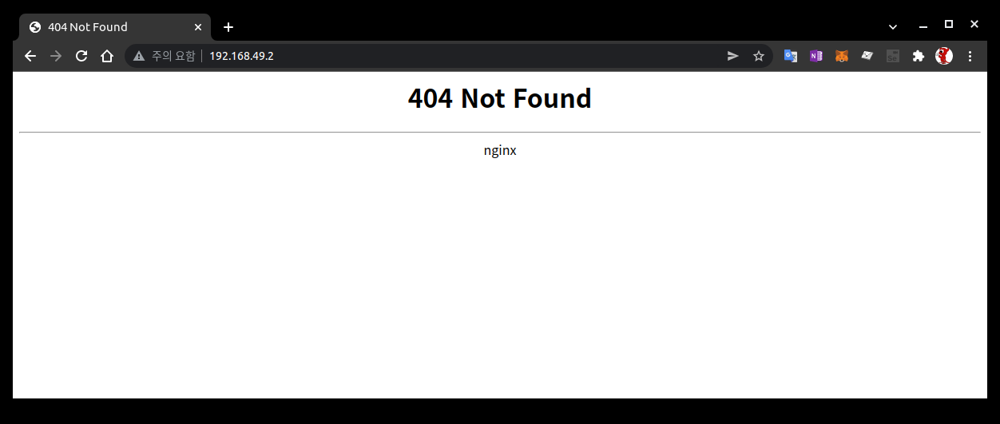 404 Not Found
주의 요함 192.168.49.2
404 Not Found
nginx